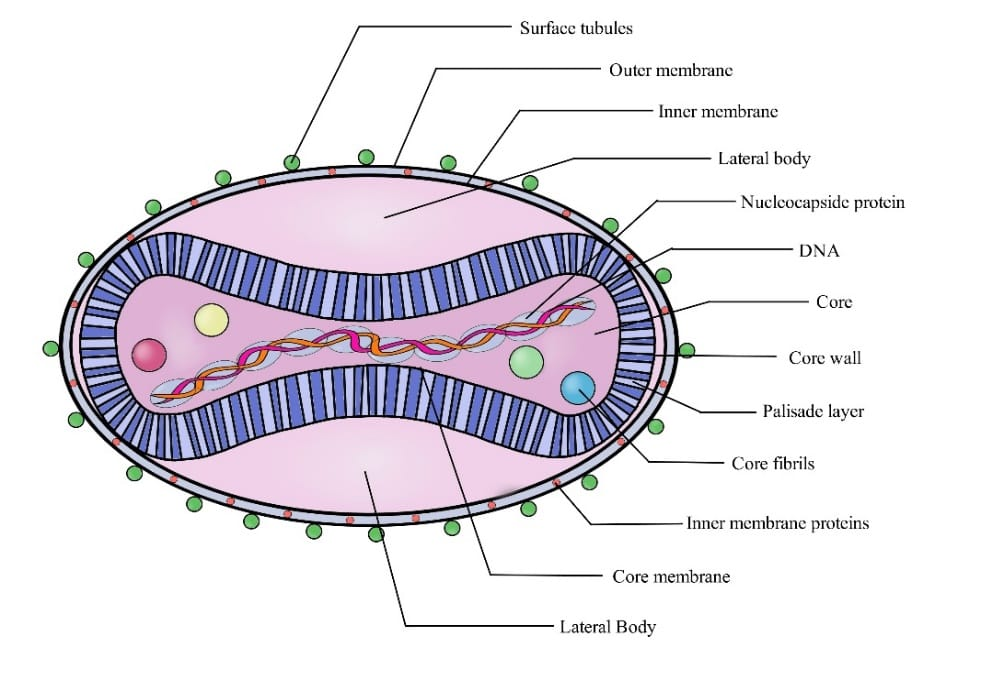 Surface tubules
Outer membrane
Inner membrane
Lateral body
Nucleocapside protein
DNA
Core
Core wall
Palisade layer
Core fibrils
Inner membrane proteins
Core membrane
Lateral Body